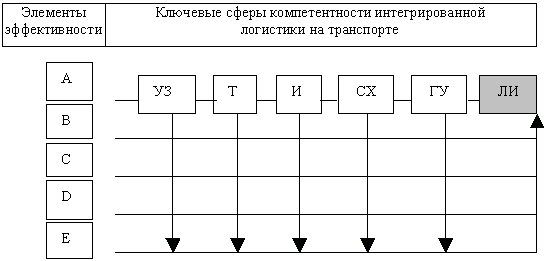 Элементы
эффективности
Ключевые сферы компетентности интегрированной
логистики на транспорте
A
УЗ Т И СХ ГУ ЛИ
B
C
D
E